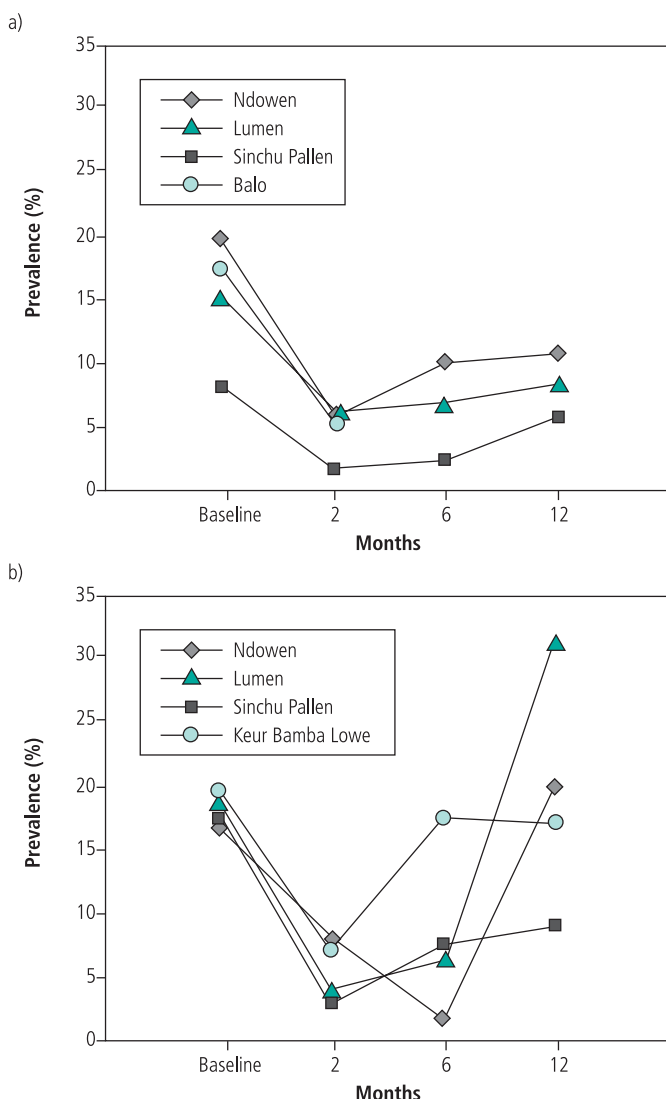 a)
35
30
25
20
15
10
5
0
Prevalence (%)
Ndowen
Lumen
Sinchu Pallen
Balo
Baseline 2 6 12
Months
b)
35
30
25
20
15
10
5
0
Prevalence (%)
Ndowen
Lumen
Sinchu Pallen
Keur Bamba Lowe
Baseline 2 6 12
Months